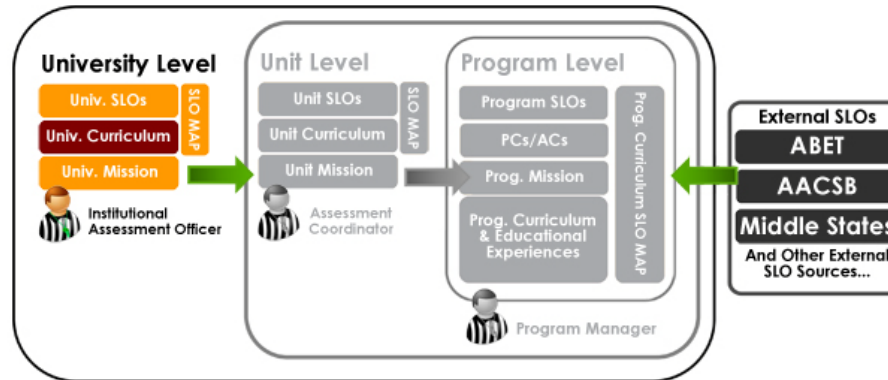 University Level
Univ. SLOs
Univ. Curriculum
Univ. Mission
SLO MAP
Institutional
Assessment Officer
Unit Level
Unit SLOs
Unit Curriculum
Unit Mission
SLO MAP
Assessment
Coordinator
Program Level
Program SLOs
PCs/ACs
Prog. Mission
Prog. Curriculum
& Educational
Experiences
Prog. Curriculum SLO MAP
Program Manager
External SLOs
ABET
AACSB
Middle States
And Other External
SLO Sources...